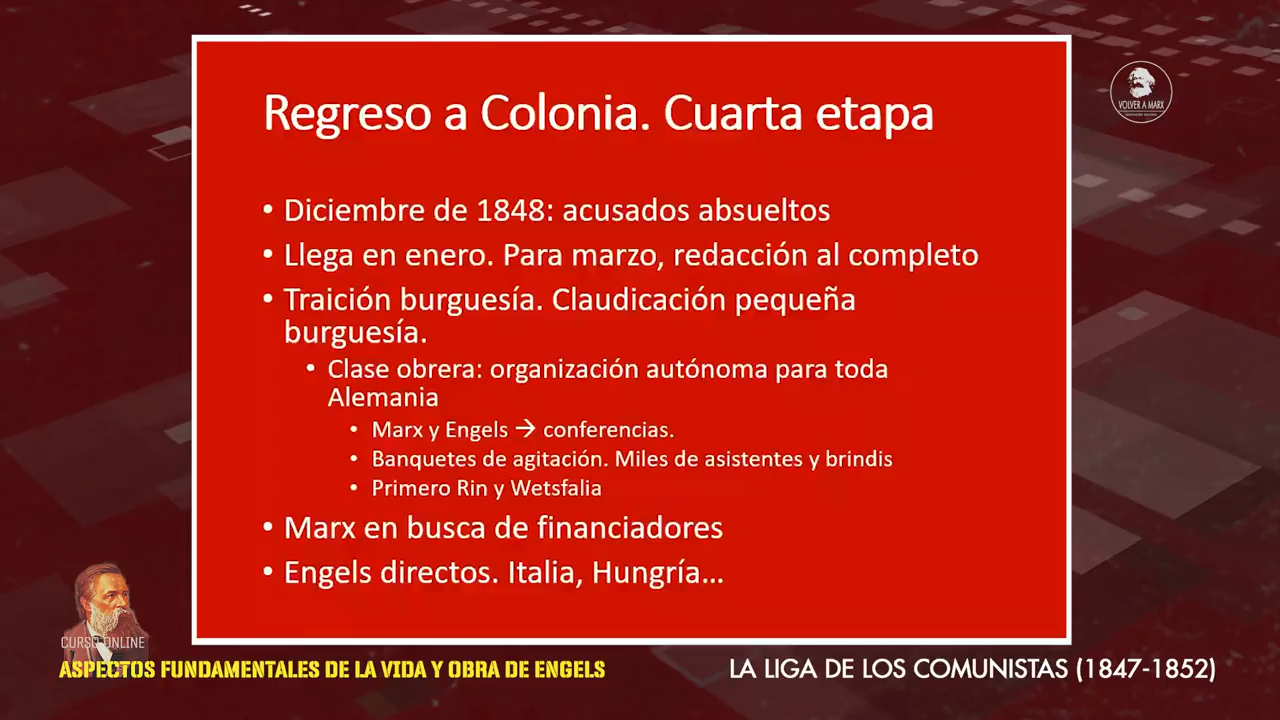 Regreso a Colonia. Cuarta etapa
VOLVER A MARX
• Diciembre de 1848: acusados absueltos
• Llega en enero. Para marzo, redacción al completo
• Traición burguesía. Claudicación pequeña
burguesía.
• Clase obrera: organización autónoma para toda
Alemania
• Marx y Engels → conferencias.
• Banquetes de agitación. Miles de asistentes y brindis
• Primero Rin y Wetsfalia
• Marx en busca de financiadores
• Engels directos. Italia, Hungría...
CURSO ONLINE
ASPECTOS FUNDAMENTALES DE LA VIDA Y OBRA DE ENGELS
LA LIGA DE LOS COMUNISTAS (1847-1852)